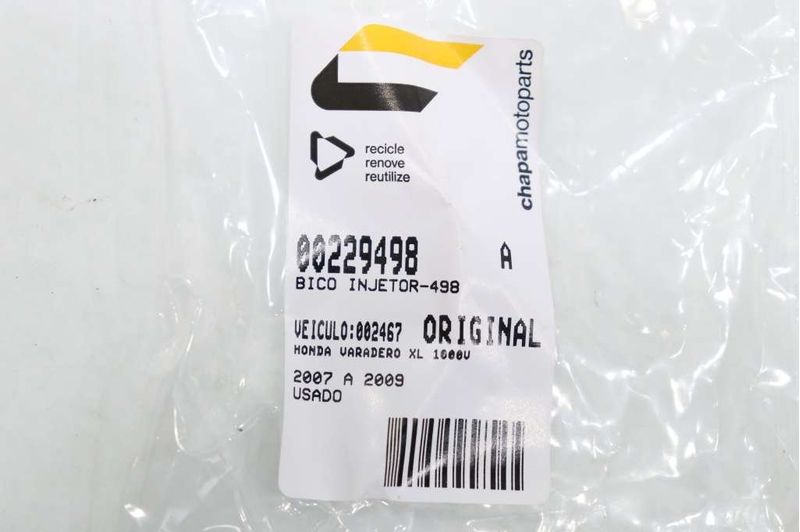 chapamotoparts
recicle
renove
reutilize
00229498 A
BICO INJETOR-498
VEICULO:002467 ORIGINAL
HONDA VARADERO XL 1000V
2007 A 2009
USADO